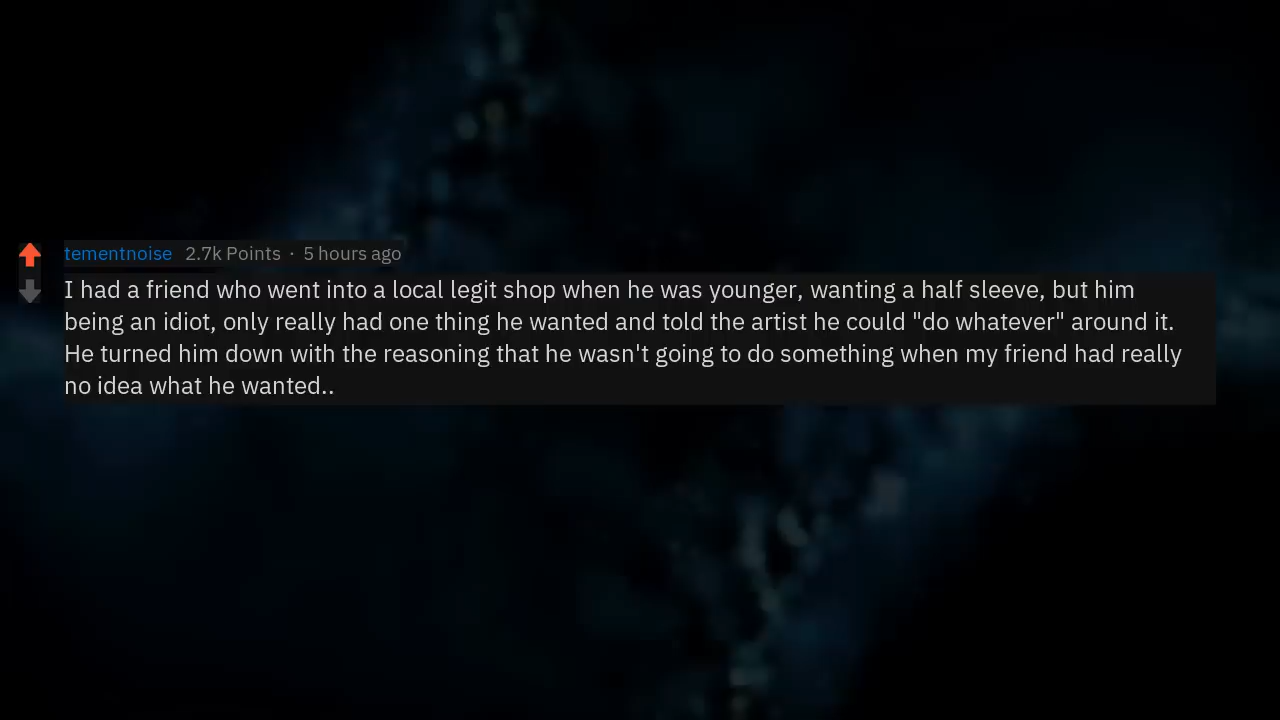 tementnoise 2.7k Points · 5 hours ago
I had a friend who went into a local legit shop when he was younger, wanting a half sleeve, but him
being an idiot, only really had one thing he wanted and told the artist he could "do whatever" around it.
He turned him down with the reasoning that he wasn't going to do something when my friend had really
no idea what he wanted..